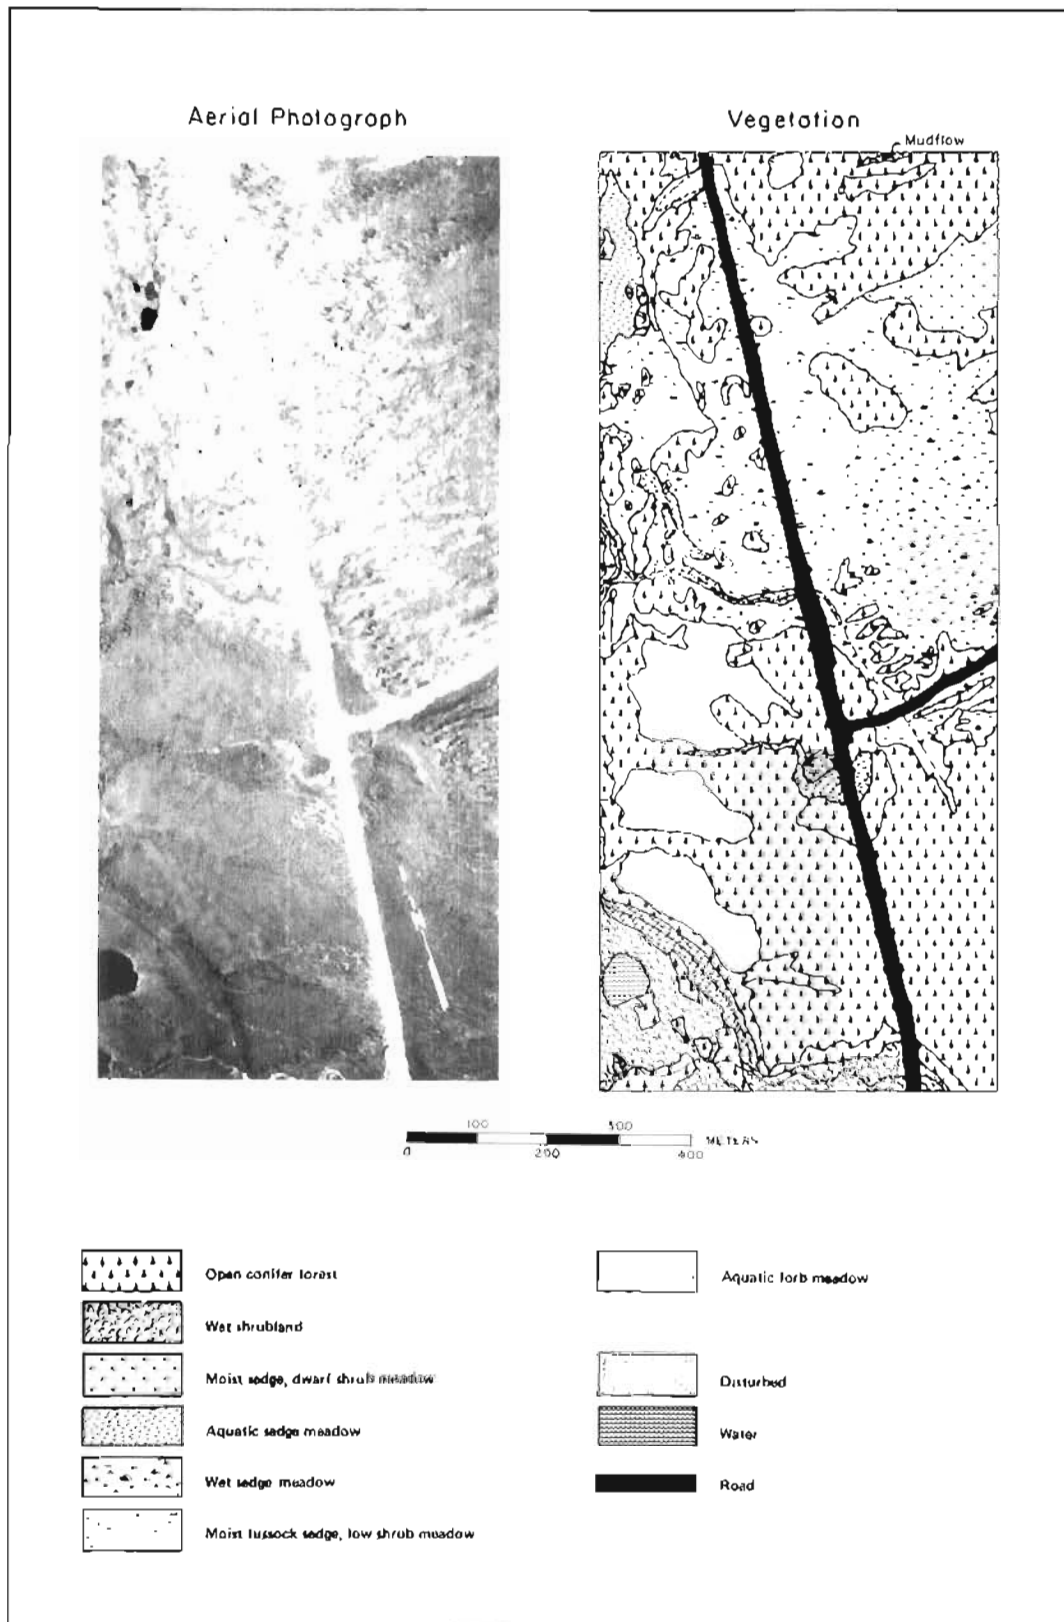 Aerial Photograph
Vegetation
Mudflow
100
300
0
200
400
METERS
Open conifer forest
Wet shrubland
Moist sedge, dwarf shrub meadow
Aquatic sedge meadow
Wet sedge meadow
Moist tussock sedge, low shrub meadow
Aquatic forb meadow
Disturbed
Water
Road